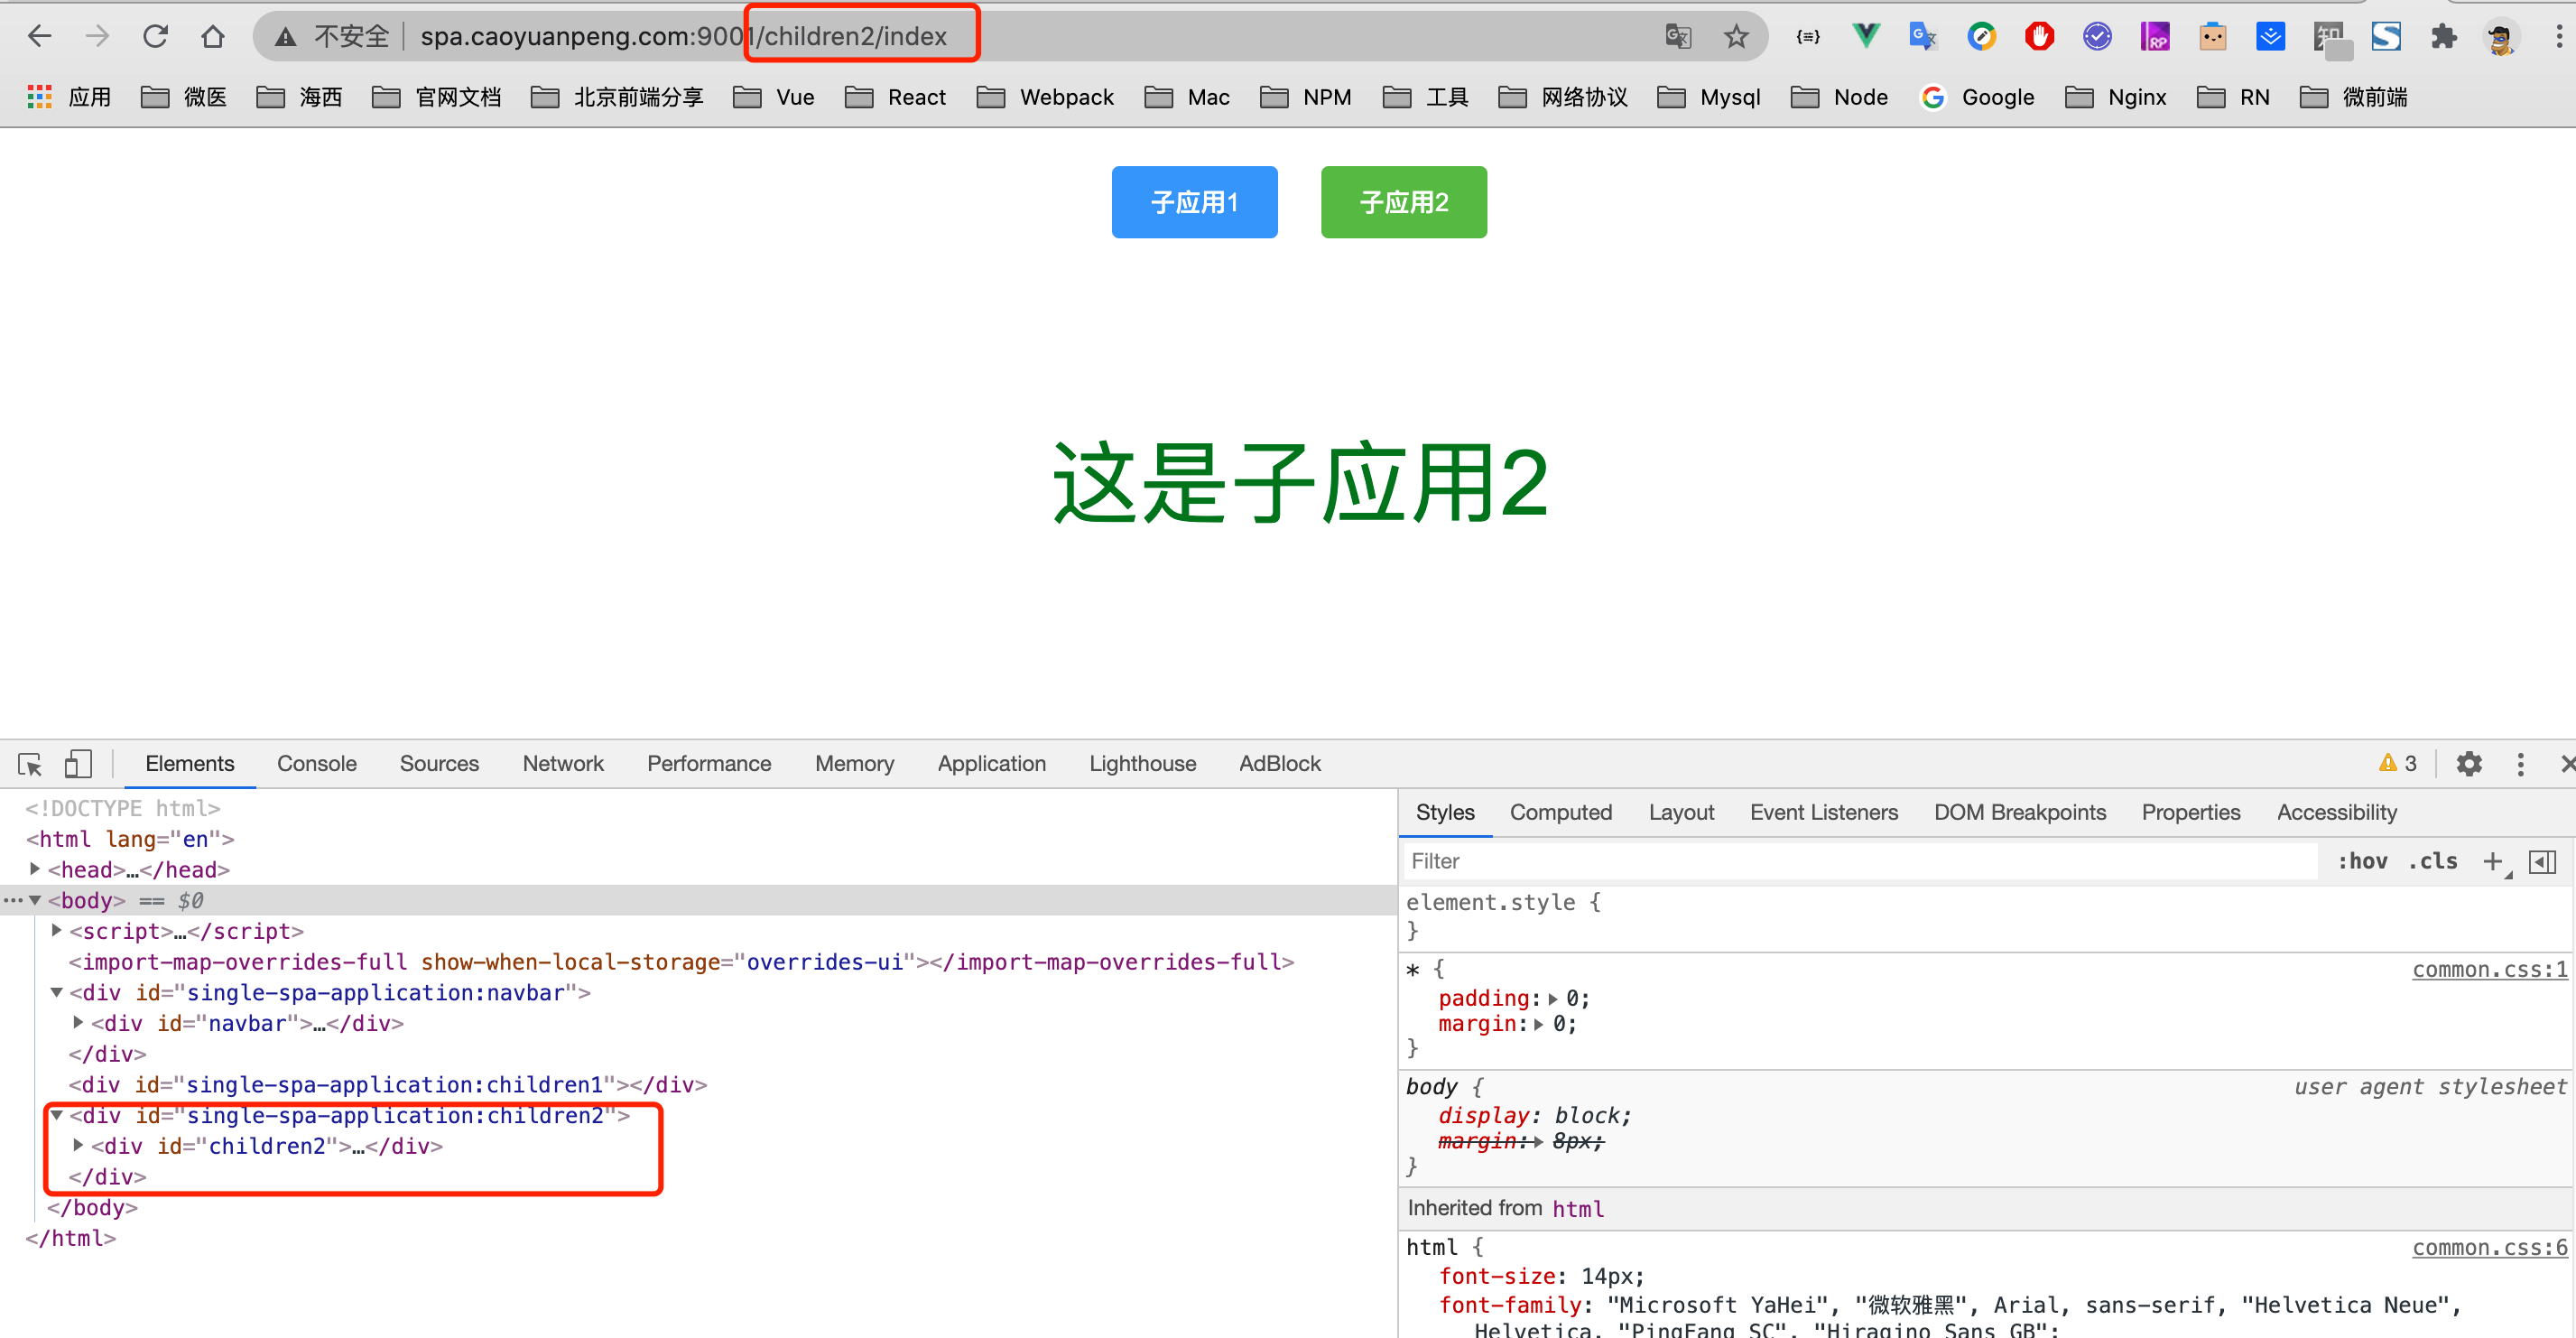 不安全 spa.caoyuanpeng.com:9001/children2/index
应用 微医 海西 官网文档 北京前端分享 Vue React Webpack Mac NPM 工具 网络协议 Mysql Node Google Nginx RN 微前端
子应用1 子应用2
这是子应用2
Elements Console Sources Network Performance Memory Application Lighthouse AdBlock 3
<!DOCTYPE html>
<html lang="en">
<head>…</head>
<body> == $0
<script>…</script>
<import-map-overrides-full show-when-local-storage="overrides-ui"></import-map-overrides-full>
<div id="single-spa-application:navbar">
<div id="navbar">…</div>
</div>
<div id="single-spa-application:children1"></div>
<div id="single-spa-application:children2">
<div id="children2">…</div>
</div>
</body>
</html>
Styles Computed Layout Event Listeners DOM Breakpoints Properties Accessibility
Filter :hov .cls
element.style {
}
* { common.css:1
padding: 0;
margin: 0;
}
body { user agent stylesheet
display: block;
margin: 8px;
}
Inherited from html
html { common.css:6
font-size: 14px;
font-family: "Microsoft YaHei", "微软雅黑", Arial, sans-serif, "Helvetica Neue",
Helvetica, "PingFang SC", "Hiragino Sans GB";